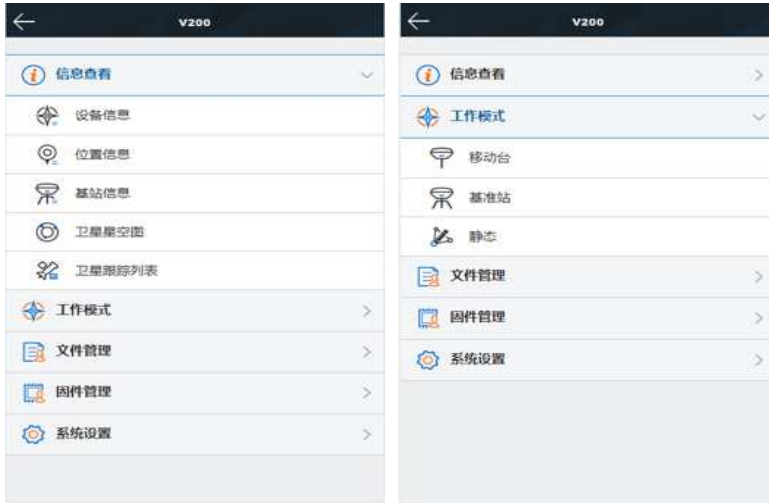 V200
信息查看
设备信息
位置信息
基站信息
卫星星空图
卫星跟踪列表
工作模式
文件管理
固件管理
系统设置
V200
信息查看
工作模式
移动台
基准站
静态
文件管理
固件管理
系统设置